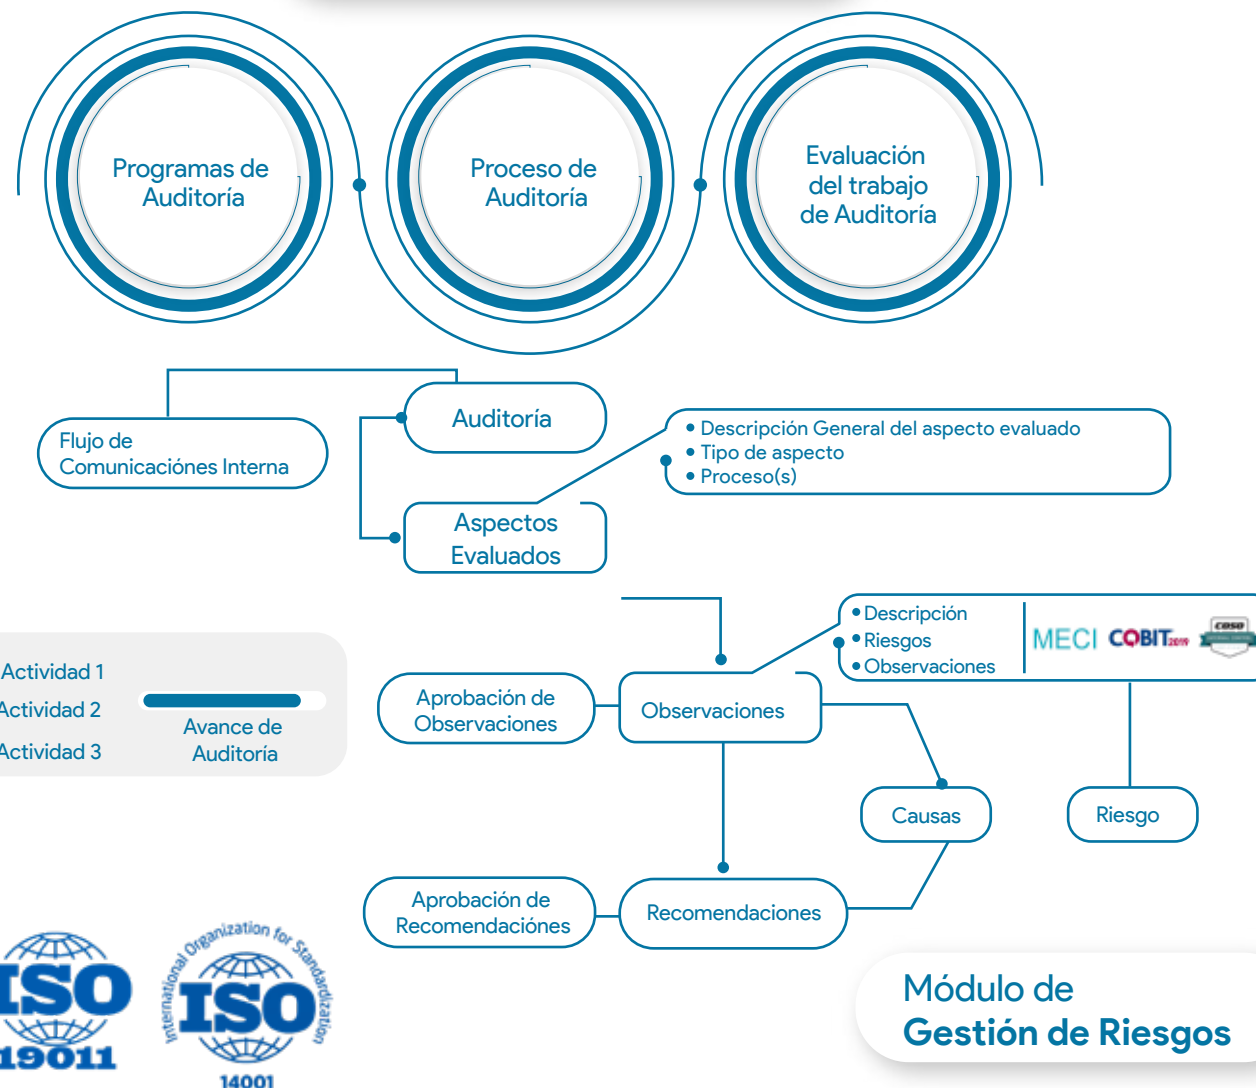 Programas de
Auditoría
Proceso de
Auditoría
Evaluación
del trabajo
de Auditoría
Auditoría
Flujo de
Comunicaciónes Interna
• Descripción General del aspecto evaluado
• Tipo de aspecto
• Proceso(s)
Aspectos
Evaluados
• Descripción
• Riesgos
• Observaciones
MECI
COBIT 2019
COSO
Actividad 1
Actividad 2
Actividad 3
Avance de
Auditoría
Aprobación de
Observaciones
Observaciones
Causas
Riesgo
Aprobación de
Recomendaciónes
Recomendaciones
ISO
19011
International Organization for Standardization
ISO
14001
Módulo de
Gestión de Riesgos